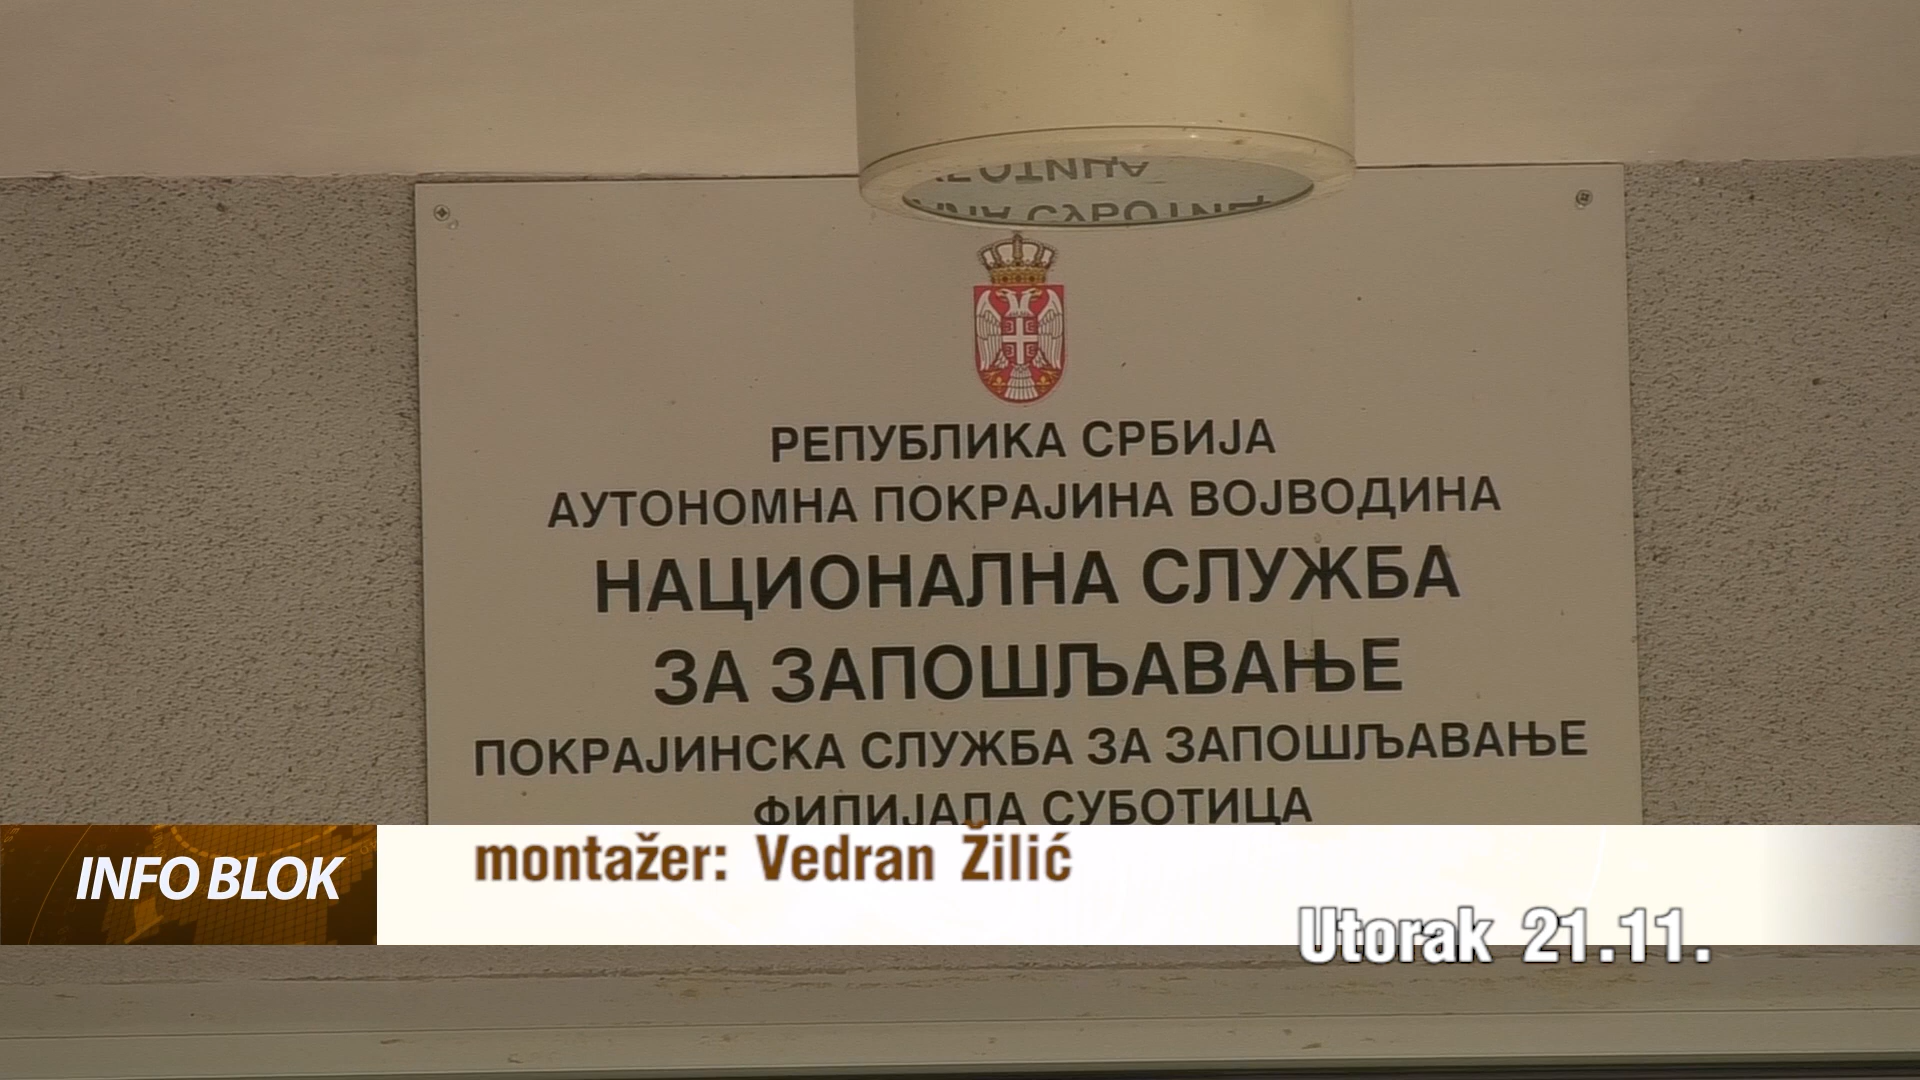 РЕПУБЛИКА СРБИЈА
АУТОНОМНА ПОКРАЈИНА ВОЈВОДИНА
НАЦИОНАЛНА СЛУЖБА
ЗА ЗАПОШЉАВАЊЕ
ПОКРАЈИНСКА СЛУЖБА ЗА ЗАПОШЉАВАЊЕ
ФИЛИЈАЛА СУБОТИЦА
INFO BLOK
montažer: Vedran Žilić
Utorak 21.11.